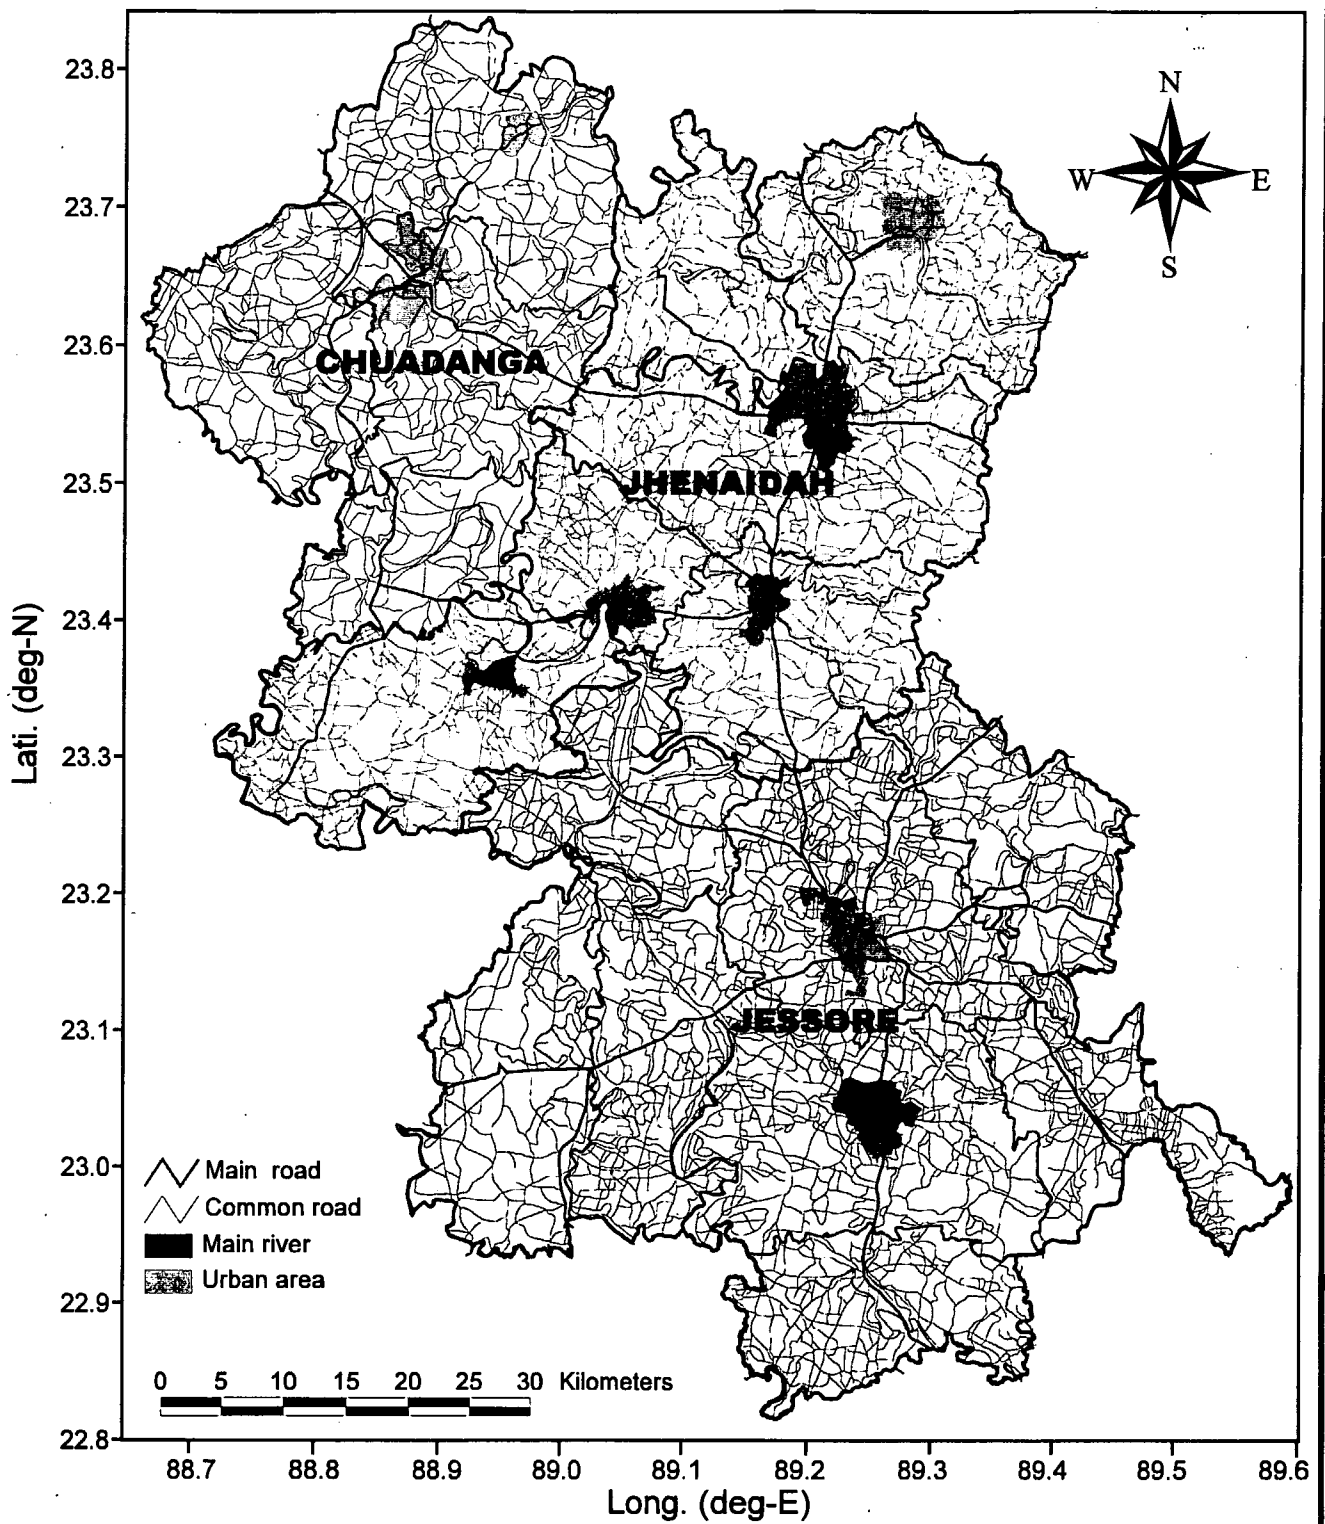 N
W E
S
23.8
23.7
23.6
23.5
23.4
23.3
23.2
23.1
23.0
22.9
22.8
Lati. (deg-N)
CHUADANGA
JHENAIDAH
JESSORE
Main road
Common road
Main river
Urban area
0 5 10 15 20 25 30 Kilometers
88.7 88.8 88.9 89.0 89.1 89.2 89.3 89.4 89.5 89.6
Long. (deg-E)